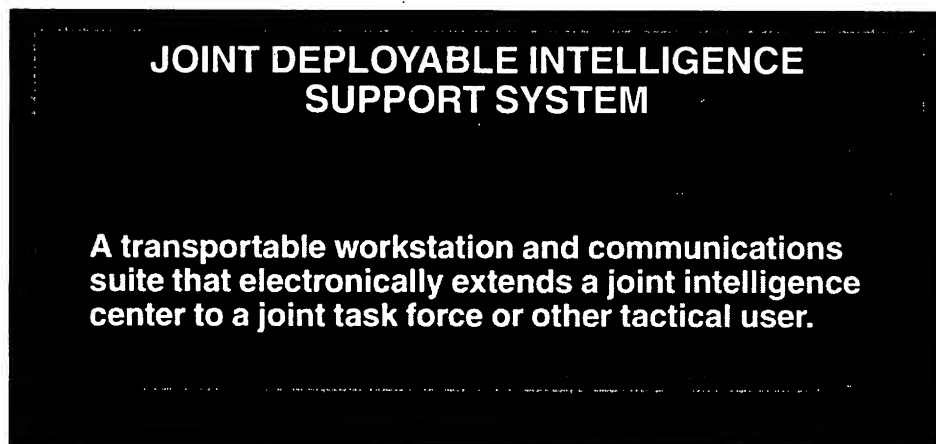 JOINT DEPLOYABLE INTELLIGENCE
SUPPORT SYSTEM
A transportable workstation and communications
suite that electronically extends a joint intelligence
center to a joint task force or other tactical user.